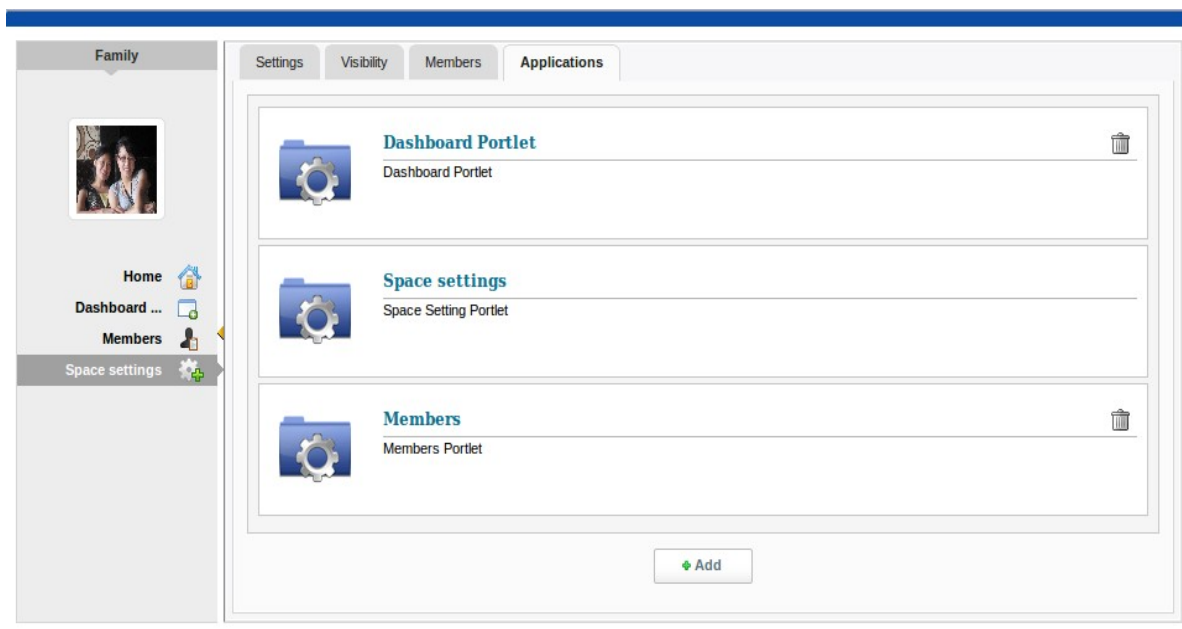 Family
Settings Visibility Members Applications
Dashboard Portlet
Dashboard Portlet
Home
Dashboard ...
Members
Space settings
Space settings
Space Setting Portlet
Members
Members Portlet
Add